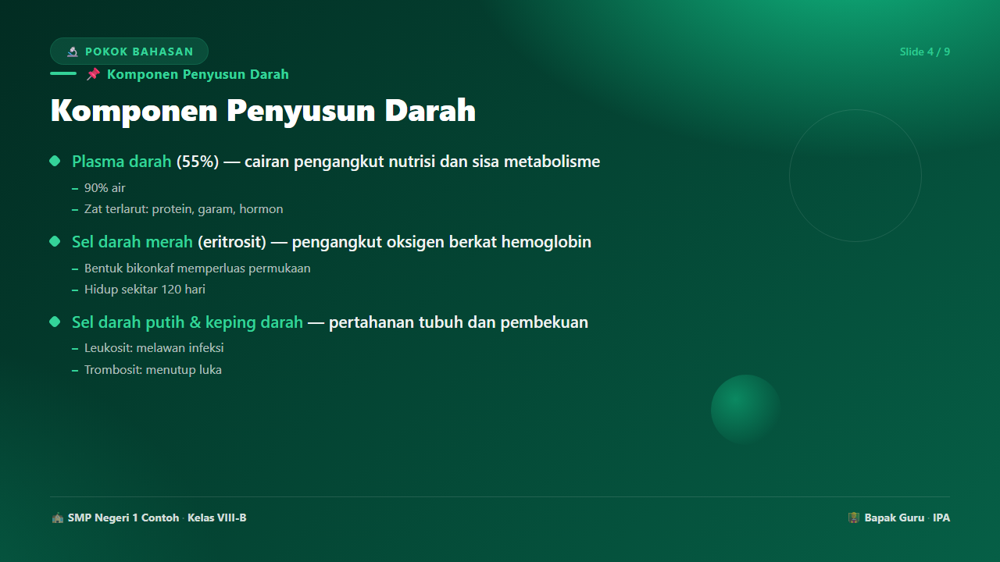 🔬 POKOK BAHASAN
Slide 4 / 9
📌 Komponen Penyusun Darah
Komponen Penyusun Darah
Plasma darah (55%) — cairan pengangkut nutrisi dan sisa metabolisme
– 90% air
– Zat terlarut: protein, garam, hormon
Sel darah merah (eritrosit) — pengangkut oksigen berkat hemoglobin
– Bentuk bikonkaf memperluas permukaan
– Hidup sekitar 120 hari
Sel darah putih & keping darah — pertahanan tubuh dan pembekuan
– Leukosit: melawan infeksi
– Trombosit: menutup luka
SMP Negeri 1 Contoh · Kelas VIII-B
Bapak Guru · IPA